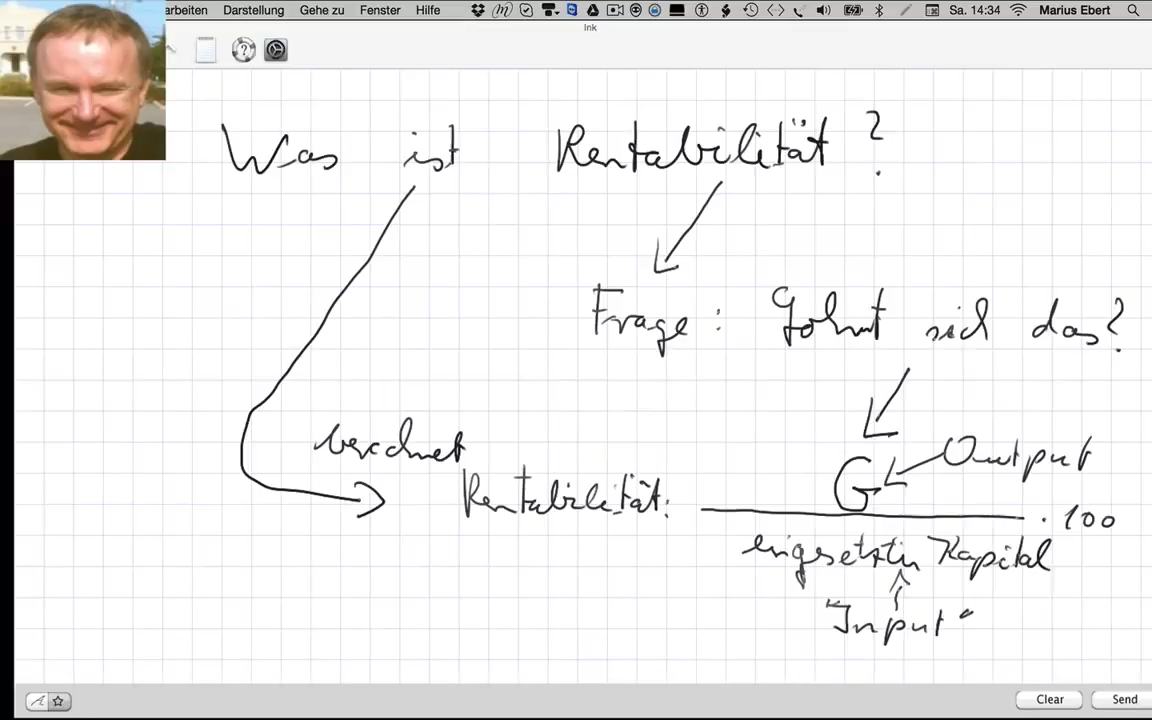 arbeiten Darstellung Gehe zu Fenster Hilfe Sa. 14:34 Marius Ebert
Ink
Was ist Rentabilität?
Frage: Lohnt sich das?
berechnet
Output
G
Rentabilität: · 100
eingesetztes Kapital
"Input"
Clear Send